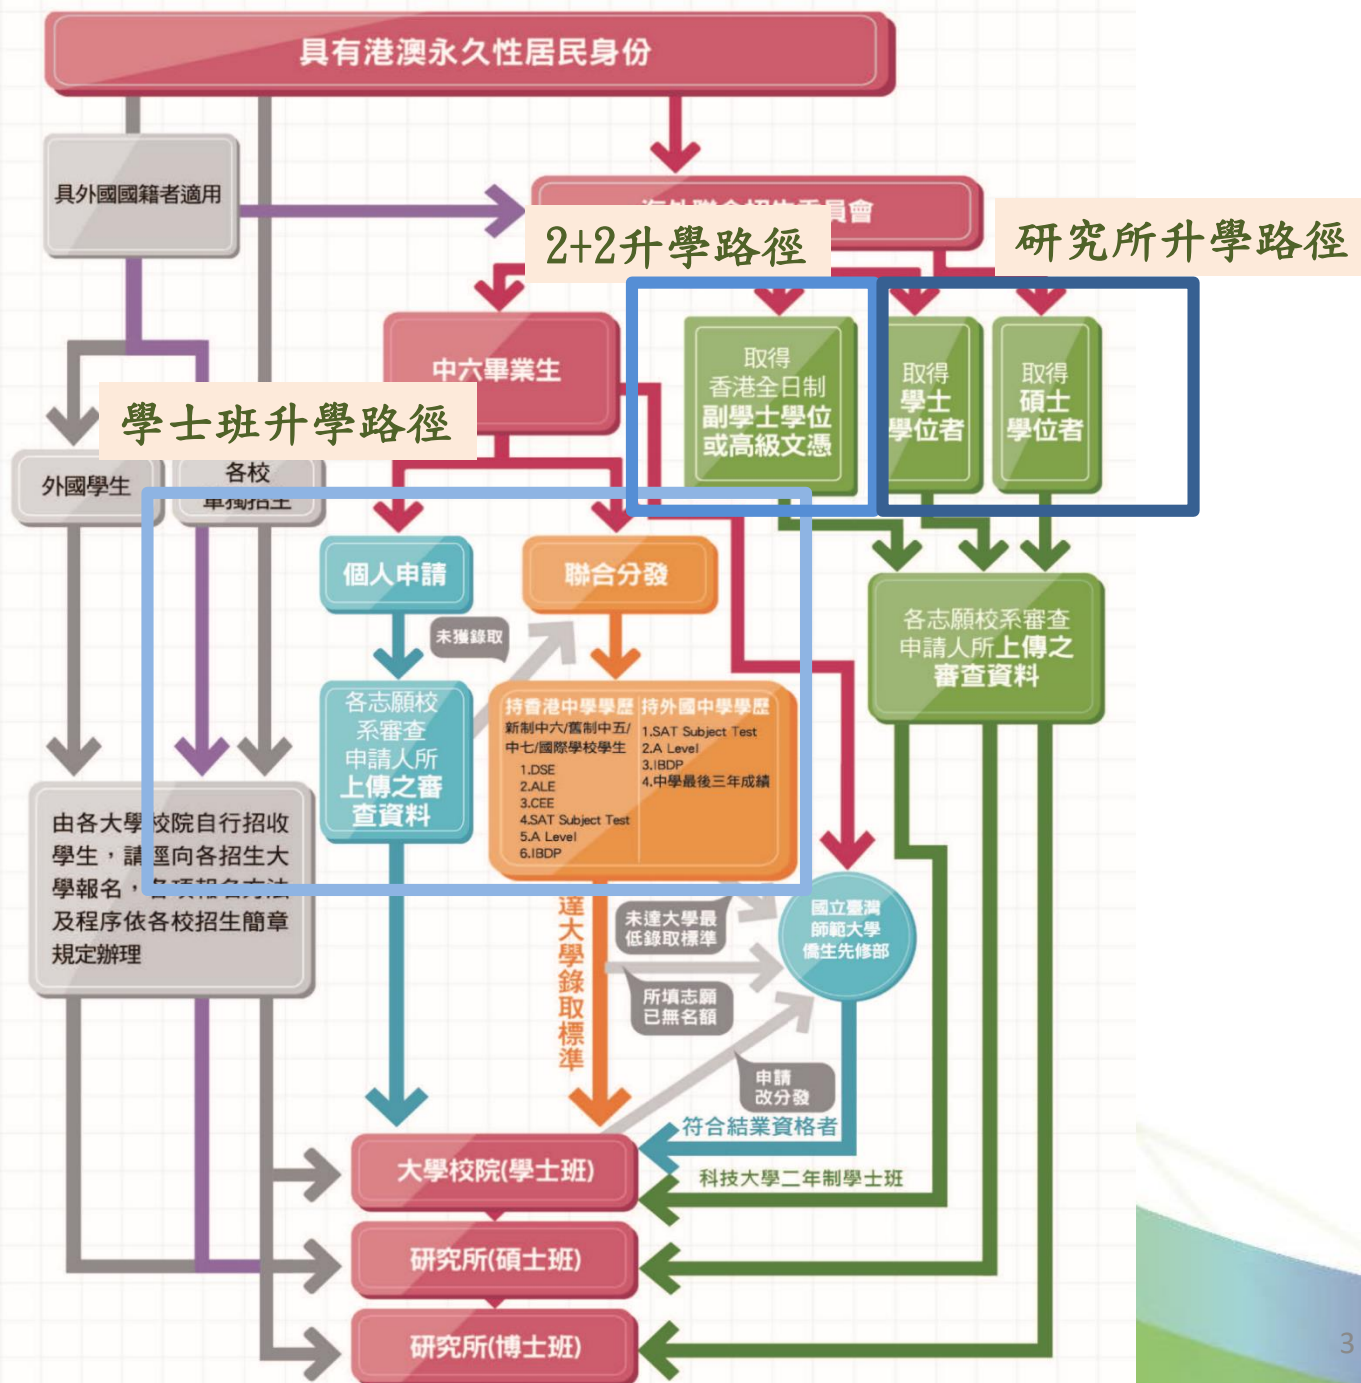 具有港澳永久性居民身份
具外國國籍者適用
2+2升學路徑
研究所升學路徑
中六畢業生
取得
香港全日制
副學士學位
或高級文憑
取得
學士
學位者
取得
碩士
學位者
學士班升學路徑
外國學生
各校
單獨招生
個人申請
聯合分發
未獲錄取
各志願校系審查
申請人所上傳之
審查資料
各志願校
系審查
申請人所
上傳之審
查資料
持香港中學學歷
新制中六/舊制中五/
中七/國際學校學生
1.DSE
2.ALE
3.CEE
4.SAT Subject Test
5.A Level
6.IBDP
持外國中學學歷
1.SAT Subject Test
2.A Level
3.IBDP
4.中學最後三年成績
由各大學校院自行招收
學生，請逕向各招生大
學報名，各項報名方法
及程序依各校招生簡章
規定辦理
達大學錄取標準
未達大學最
低錄取標準
國立臺灣
師範大學
僑生先修部
所填志願
已無名額
申請
改分發
符合結業資格者
大學校院(學士班)
科技大學二年制學士班
研究所(碩士班)
研究所(博士班)
3